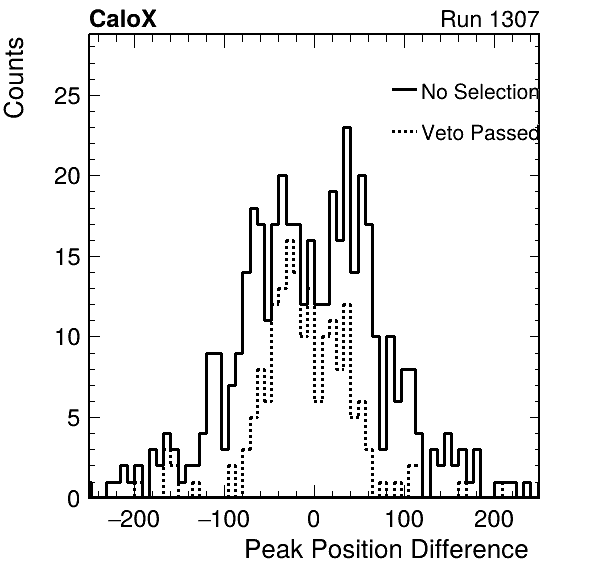 CaloX Run 1307
Counts
No Selection
Veto Passed
25
20
15
10
5
0
−200 −100 0 100 200
Peak Position Difference